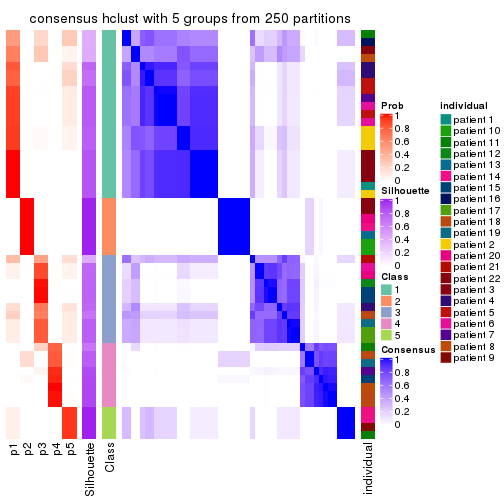 consensus hclust with 5 groups from 250 partitions
p1
p2
p3
p4
p5
Silhouette
Class
individual
Prob
1
0.8
0.6
0.4
0.2
0
Silhouette
1
0.8
0.6
0.4
0.2
0
Class
1
2
3
4
5
Consensus
1
0.8
0.6
0.4
0.2
0
individual
patient 1
patient 10
patient 11
patient 12
patient 13
patient 14
patient 15
patient 16
patient 17
patient 18
patient 19
patient 2
patient 20
patient 21
patient 22
patient 3
patient 4
patient 5
patient 6
patient 7
patient 8
patient 9